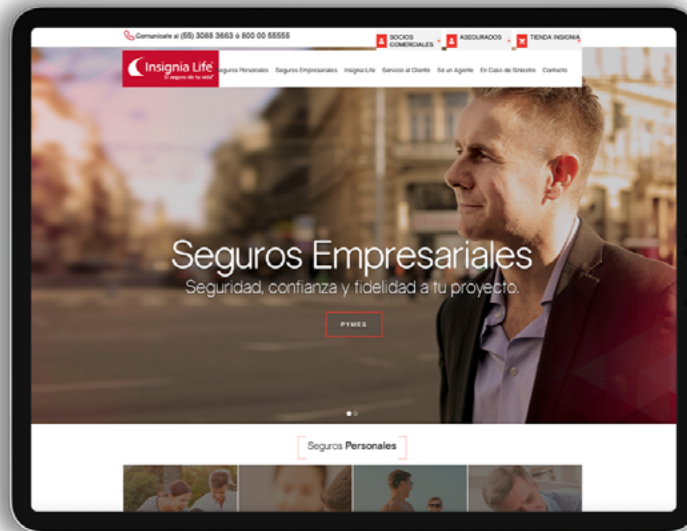 Comunícate al (55) 3088 3663 ó 800 00 55555
SOCIOS
COMERCIALES
ASEGURADOS
TIENDA INSIGNIA
Insignia Life
El seguro de tu vida
Seguros Personales Seguros Empresariales Insignia Life Servicio al Cliente Sé un Agente En Caso de Siniestro Contacto
Seguros Empresariales
Seguridad, confianza y fidelidad a tu proyecto.
PYMES
Seguros Personales